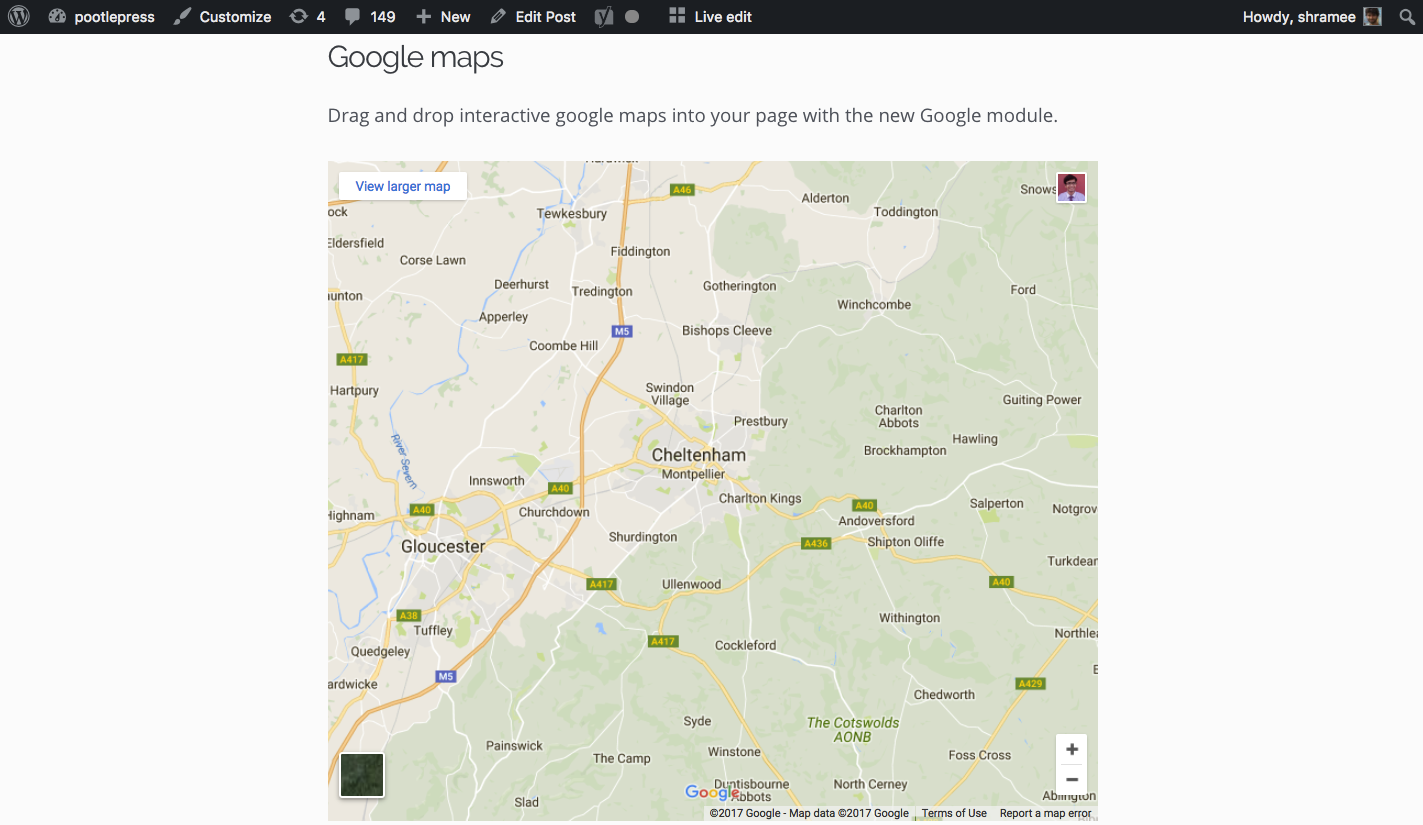 pootlepress Customize 4 149 New Edit Post Live edit Howdy, shramee
Google maps
Drag and drop interactive google maps into your page with the new Google module.
View larger map
A46
Snows
Alderton
ock
Tewkesbury
Toddington
Eldersfield
Fiddington
Corse Lawn
Deerhurst
Tredington
Gotherington
Ford
aunton
Winchcombe
Apperley
M5
Bishops Cleeve
Coombe Hill
A417
Hartpury
Swindon
Village
Guiting Power
Charlton
Abbots
Prestbury
Hawling
Brockhampton
Cheltenham
River Severn
Montpellier
Innsworth
A40
Charlton Kings
Salperton
A40
A40
Notgrov
Highnam
Churchdown
Andoversford
Shurdington
A436
Shipton Oliffe
Gloucester
Turkdean
A417
Ullenwood
A40
A38
Withington
Tuffley
Northlea
A417
Cockleford
Quedgeley
M5
ardwicke
A429
Chedworth
Syde
The Cotswolds
AONB
Painswick
Winstone
The Camp
Foss Cross
+
−
Duntisbourne
Abbots
North Cerney
Google
Ablington
Slad
©2017 Google - Map data ©2017 Google Terms of Use Report a map error